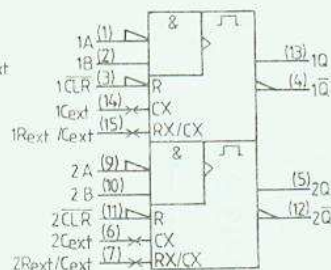 &
1A (1)
1B (2)
(13) 1Q
1CLR (3) R
(4) 1Q
ext
1Cext (14) CX
1Rext /Cext (15) RX/CX
&
2A (9)
2B (10)
(5) 2Q
2CLR (11) R
(12) 2Q
2Cext (6) CX
2Rext/Cext (7) RX/CX